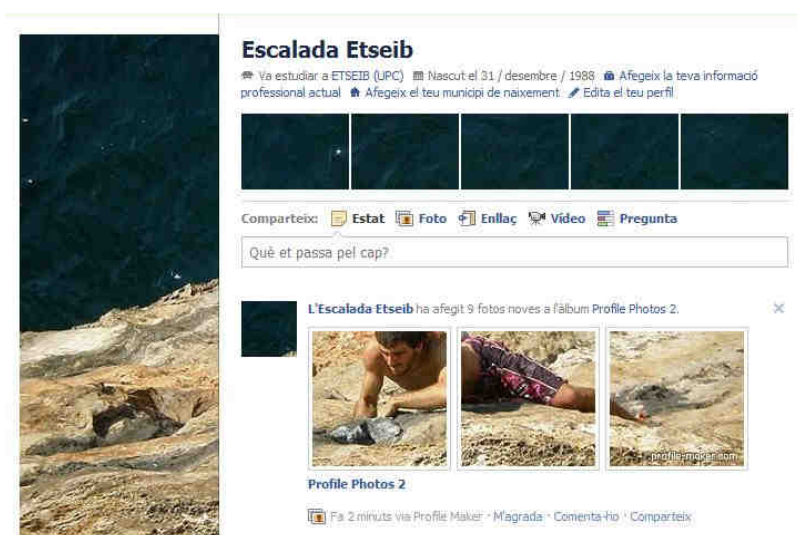 Escalada Etseib
Va estudiar a ETSEIB (UPC) Nascut el 31 / desembre / 1988 Afegeix la teva informació
professional actual Afegeix el teu municipi de naixement Edita el teu perfil
Comparteix: Estat Foto Enllaç Vídeo Pregunta
Què et passa pel cap?
L'Escalada Etseib ha afegit 9 fotos noves a l'àlbum Profile Photos 2.
profile-maker.com
Profile Photos 2
Fa 2 minuts via Profile Maker · M'agrada · Comenta-ho · Comparteix